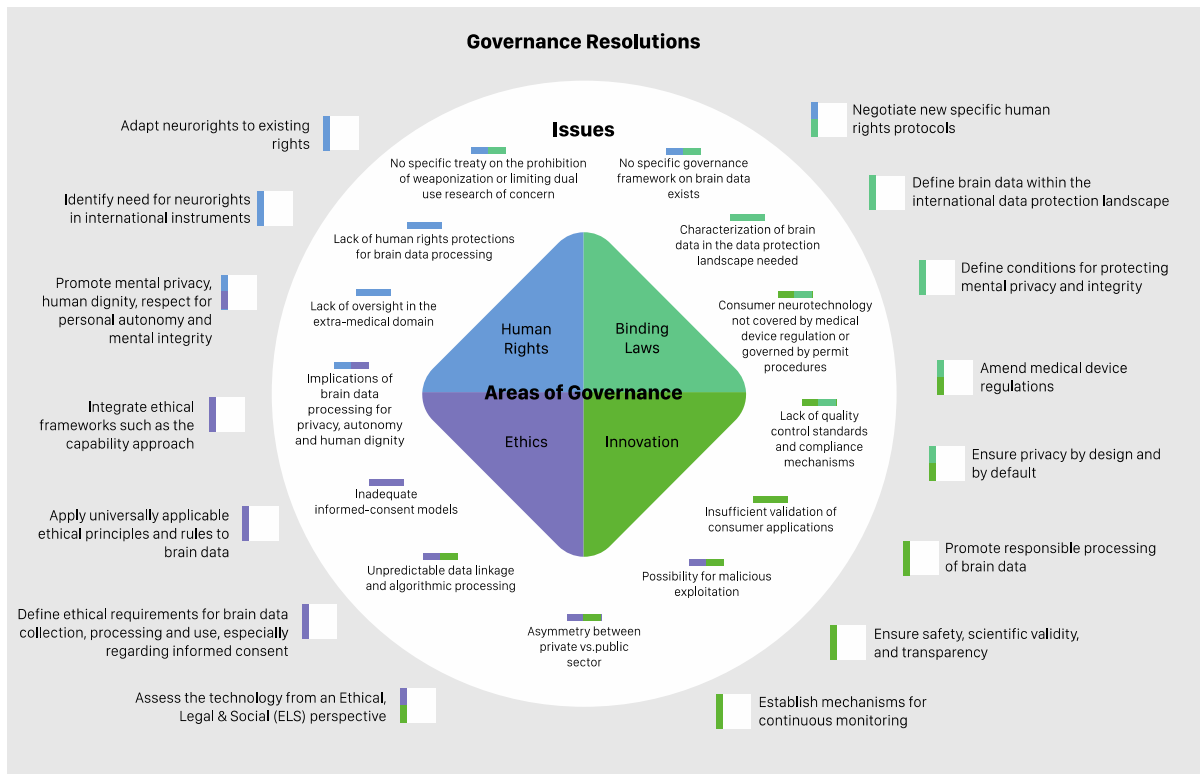 Governance Resolutions
Adapt neurorights to existing
rights
Identify need for neurorights
in international instruments
Promote mental privacy,
human dignity, respect for
personal autonomy and
mental integrity
Integrate ethical
frameworks such as the
capability approach
Apply universally applicable
ethical principles and rules to
brain data
Define ethical requirements for brain data
collection, processing and use, especially
regarding informed consent
Assess the technology from an Ethical,
Legal & Social (ELS) perspective
Issues
No specific treaty on the prohibition
of weaponization or limiting dual
use research of concern
No specific governance
framework on brain data
exists
Lack of human rights protections
for brain data processing
Characterization of brain
data in the data protection
landscape needed
Lack of oversight in the
extra-medical domain
Consumer neurotechnology
not covered by medical
device regulation or
governed by permit
procedures
Implications of
brain data
processing for
privacy, autonomy
and human dignity
Lack of quality
control standards
and compliance
mechanisms
Inadequate
informed-consent models
Insufficient validation of
consumer applications
Unpredictable data linkage
and algorithmic processing
Possibility for malicious
exploitation
Asymmetry between
private vs.public
sector
Human
Rights
Binding
Laws
Areas of Governance
Ethics
Innovation
Negotiate new specific human
rights protocols
Define brain data within the
international data protection landscape
Define conditions for protecting
mental privacy and integrity
Amend medical device
regulations
Ensure privacy by design and
by default
Promote responsible processing
of brain data
Ensure safety, scientific validity,
and transparency
Establish mechanisms for
continuous monitoring